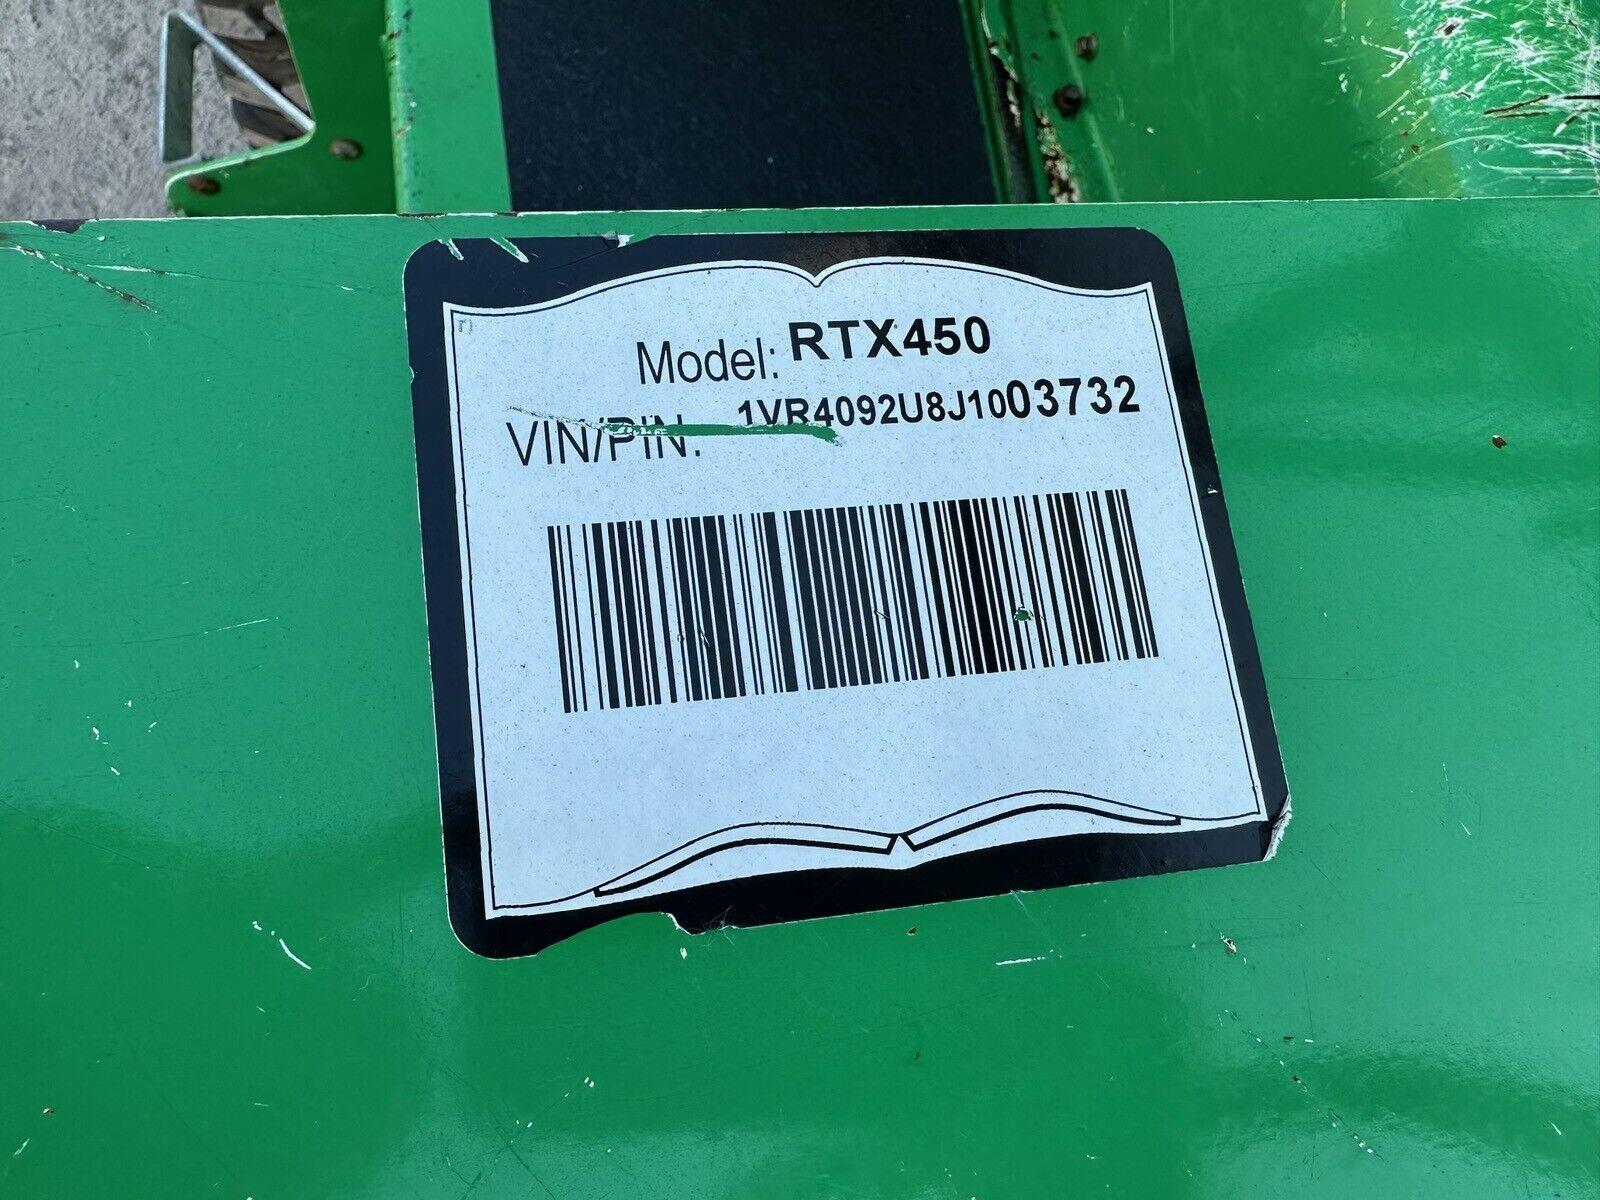 Model: RTX450
VIN/PIN: 1VR4092U8J1003732